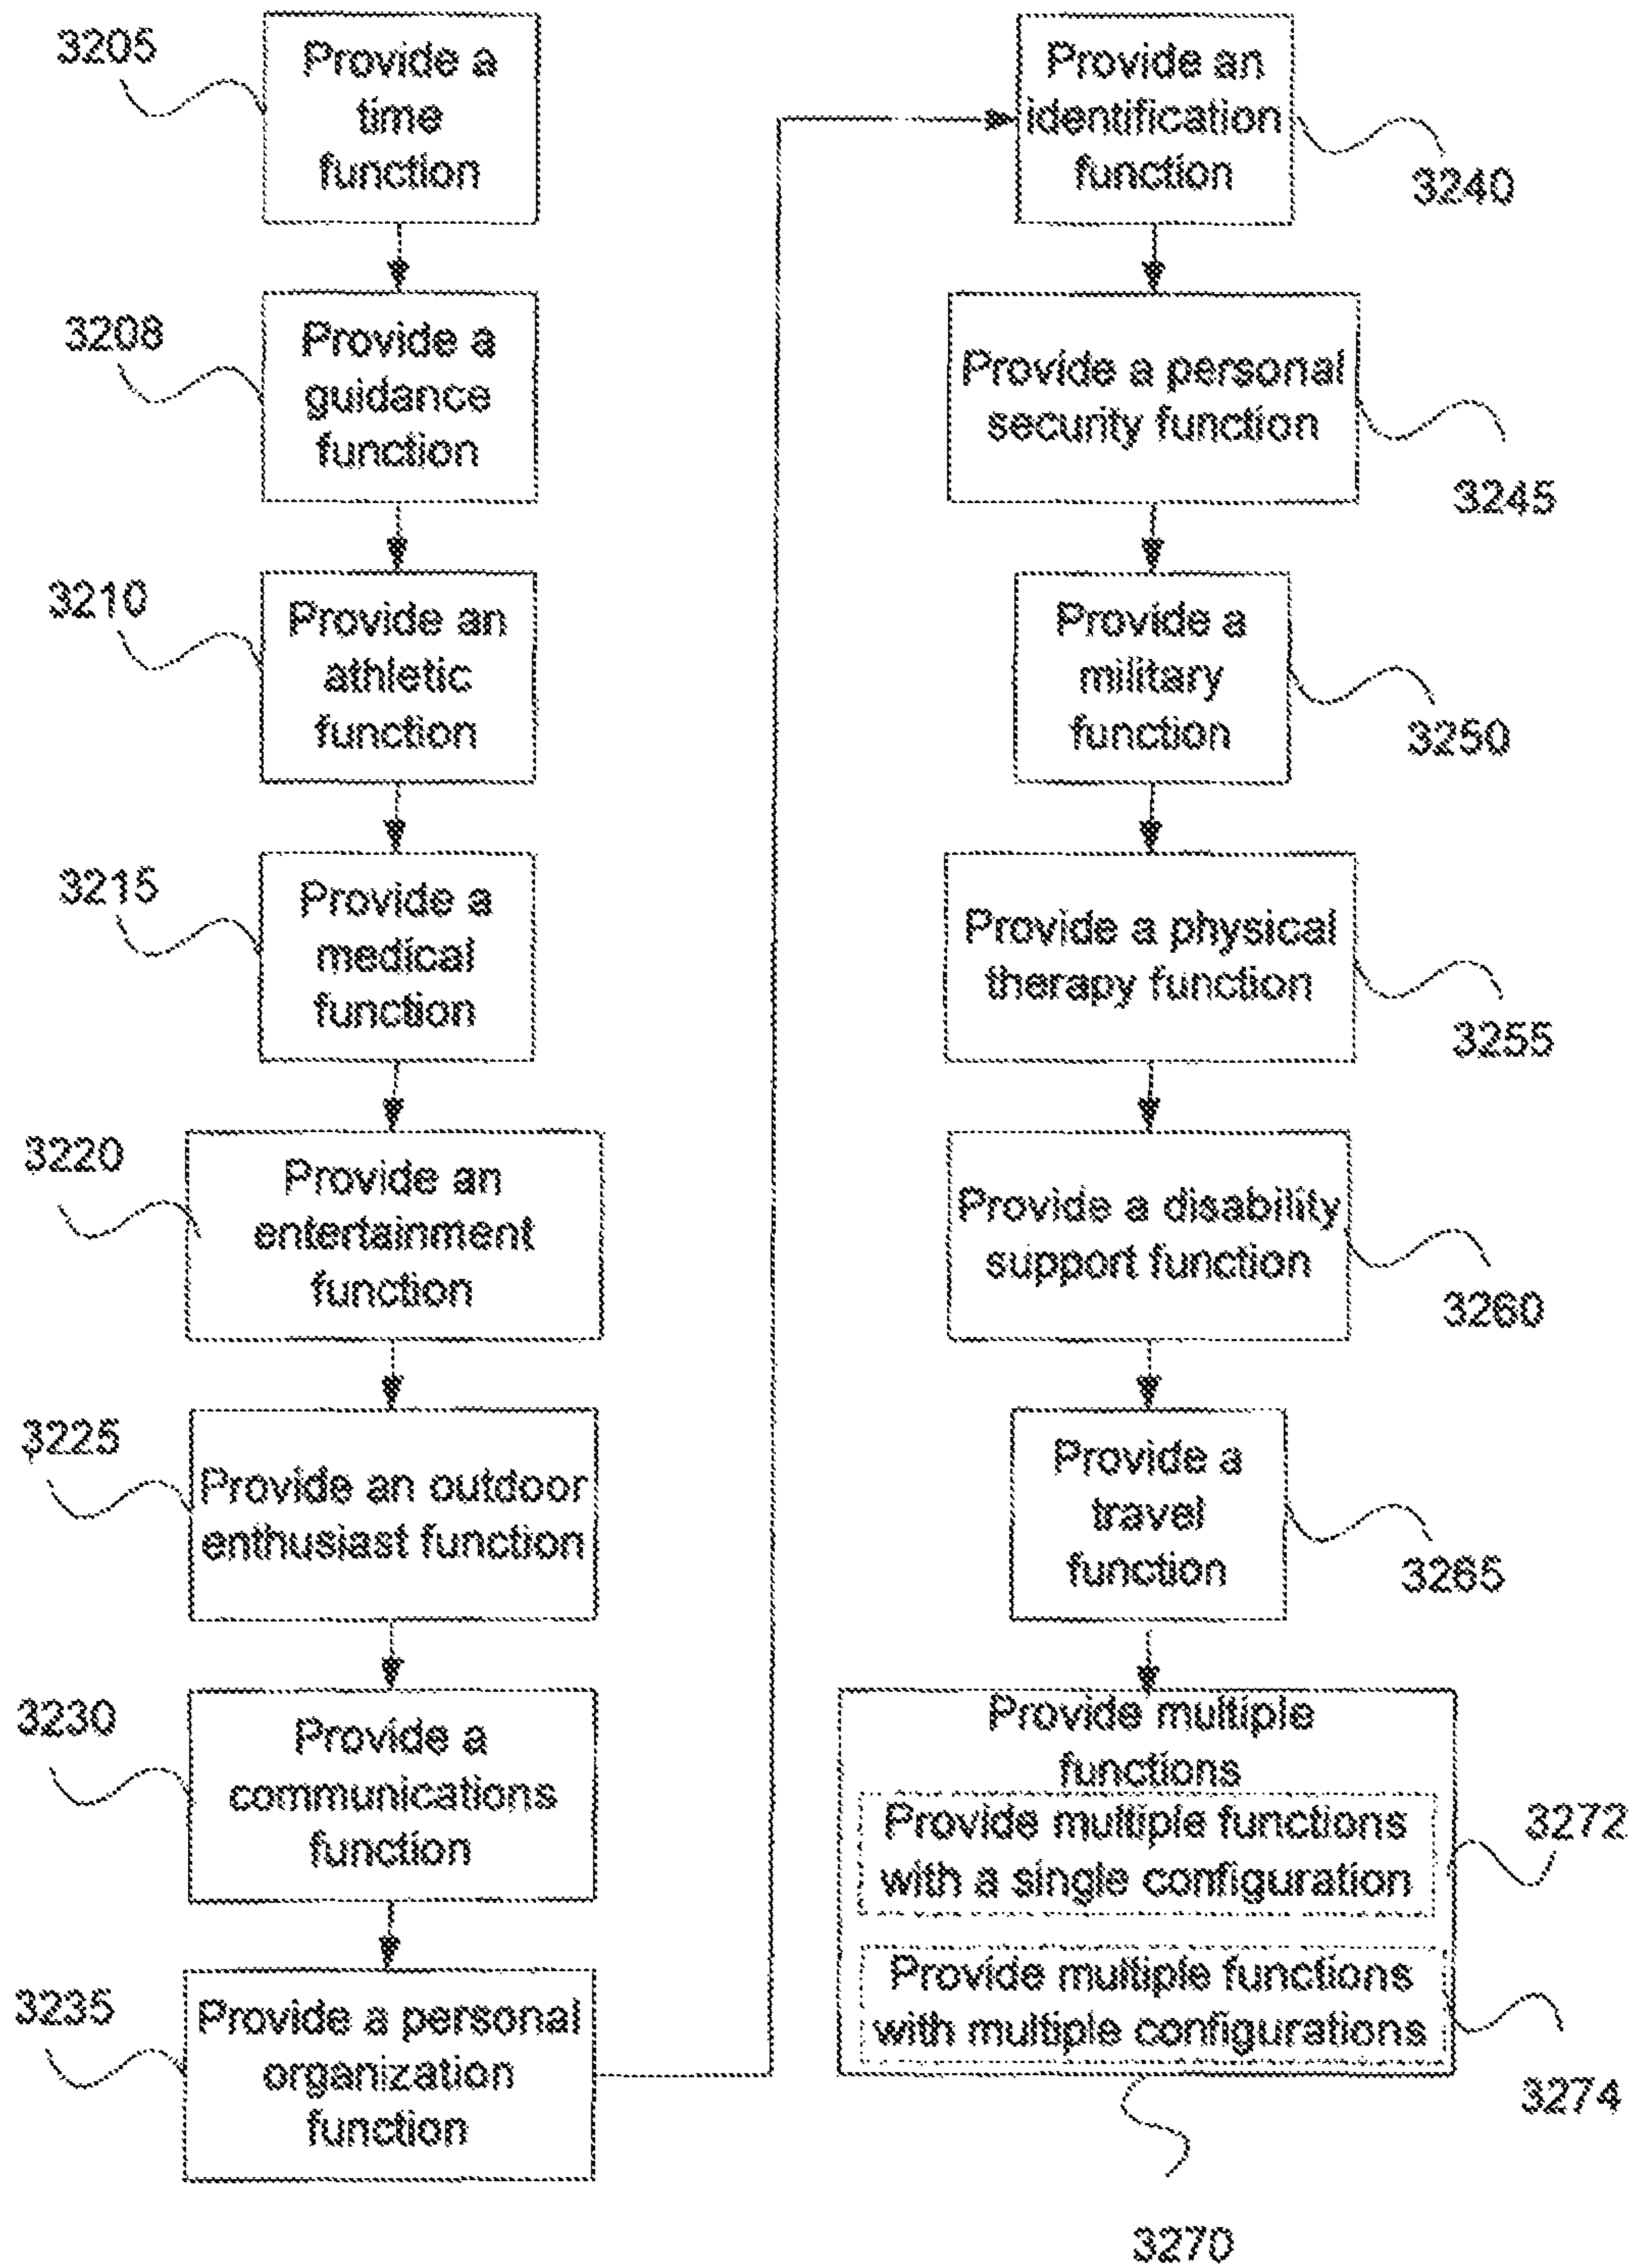 3205
Provide a
time
function
3208
Provide a
guidance
function
3210
Provide an
athletic
function
3215
Provide a
medical
function
3220
Provide an
entertainment
function
3225
Provide an outdoor
enthusiast function
3230
Provide a
communications
function
3235
Provide a personal
organization
function
Provide an
identification
function
3240
Provide a personal
security function
3245
Provide a
military
function
3250
Provide a physical
therapy function
3255
Provide a disability
support function
3260
Provide a
travel
function
3265
Provide multiple
functions
Provide multiple functions
with a single configuration
3272
Provide multiple functions
with multiple configurations
3274
3270